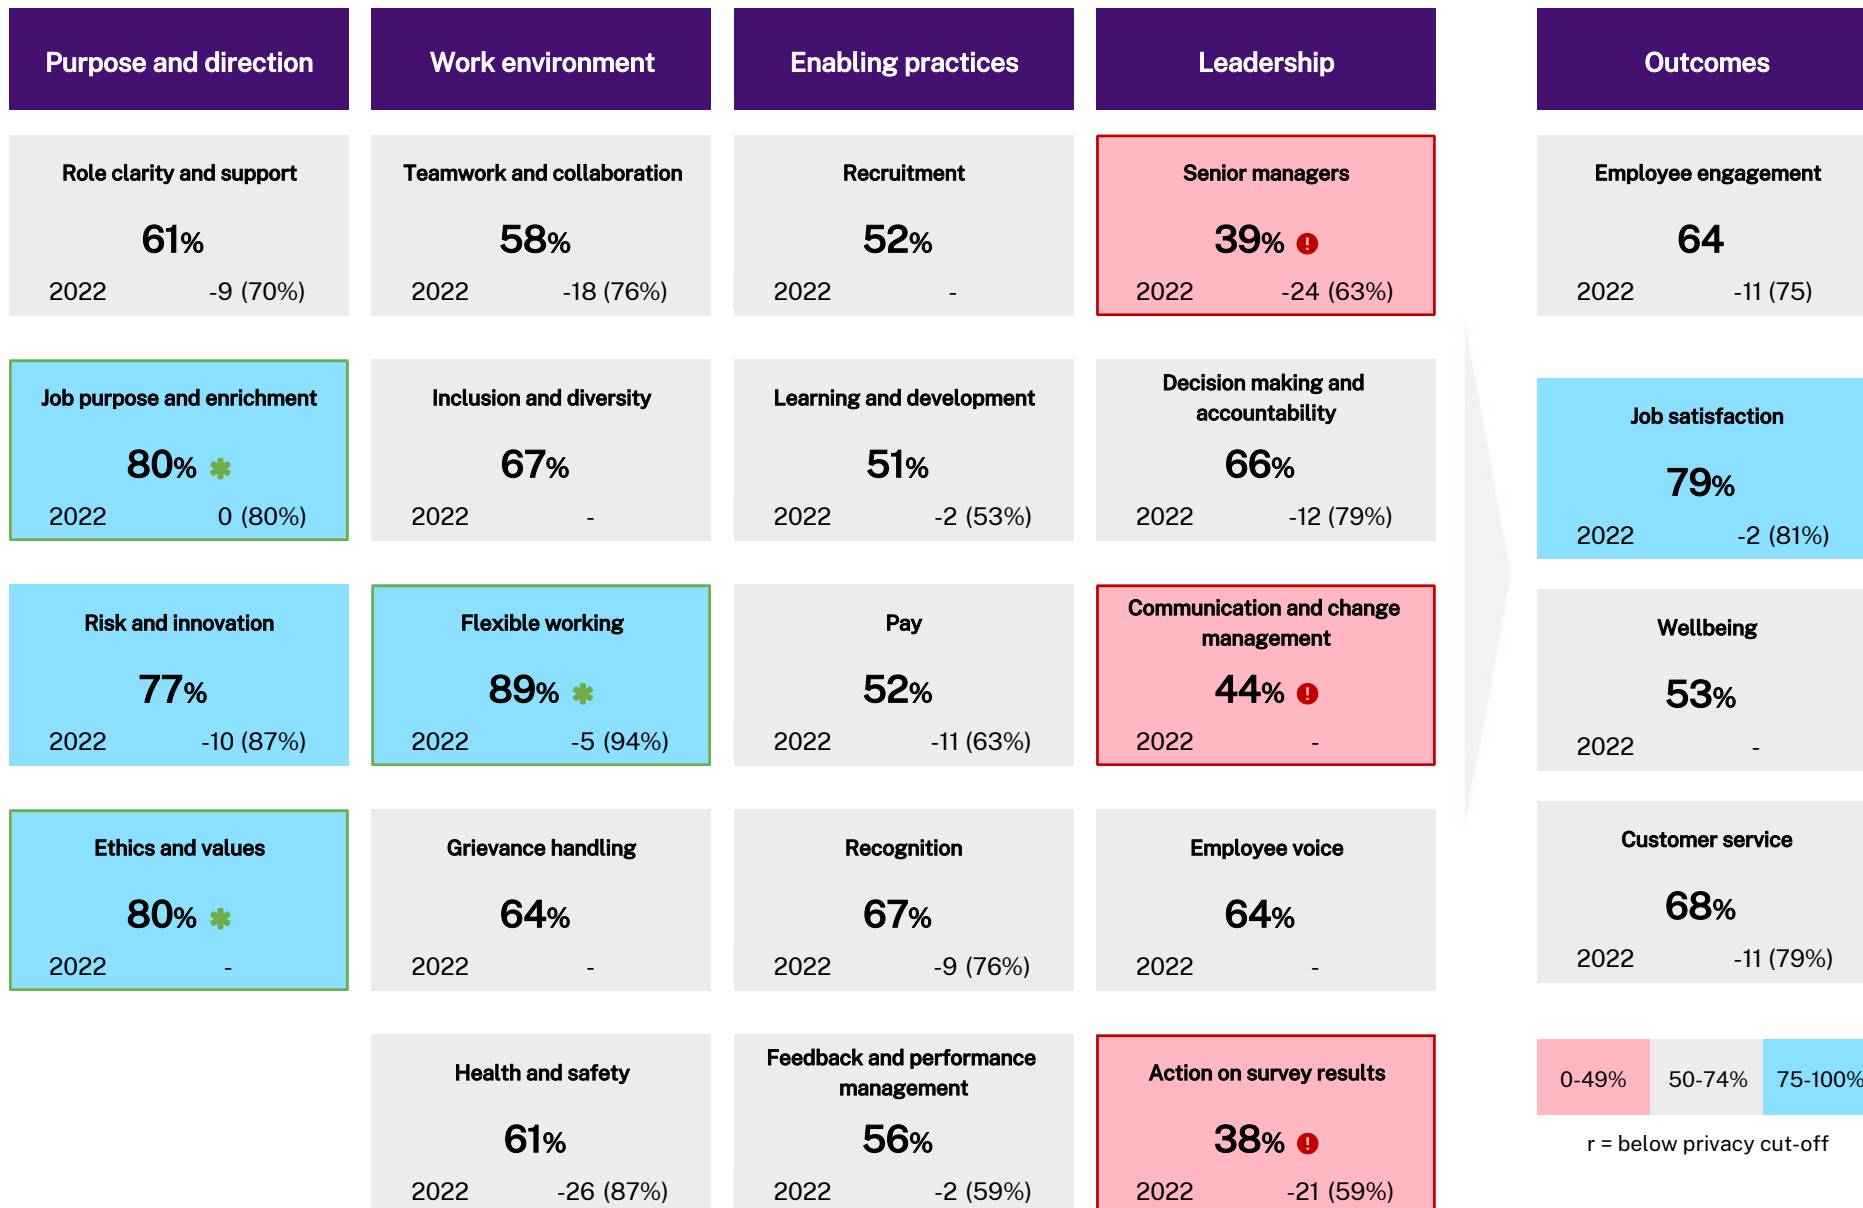 Purpose and direction
Role clarity and support
61%
2022 -9 (70%)
Job purpose and enrichment
80%
2022 0 (80%)
Risk and innovation
77%
2022 -10 (87%)
Ethics and values
80%
2022 -
Work environment
Teamwork and collaboration
58%
2022 -18 (76%)
Inclusion and diversity
67%
2022 -
Flexible working
89%
2022 -5 (94%)
Grievance handling
64%
2022 -
Health and safety
61%
2022 -26 (87%)
Enabling practices
Recruitment
52%
2022 -
Learning and development
51%
2022 -2 (53%)
Pay
52%
2022 -11 (63%)
Recognition
67%
2022 -9 (76%)
Feedback and performance
management
56%
2022 -2 (59%)
Leadership
Senior managers
39%
2022 -24 (63%)
Decision making and
accountability
66%
2022 -12 (79%)
Communication and change
management
44%
2022 -
Employee voice
64%
2022 -
Action on survey results
38%
2022 -21 (59%)
Outcomes
Employee engagement
64
2022 -11 (75)
Job satisfaction
79%
2022 -2 (81%)
Wellbeing
53%
2022 -
Customer service
68%
2022 -11 (79%)
0-49% 50-74% 75-100%
r = below privacy cut-off